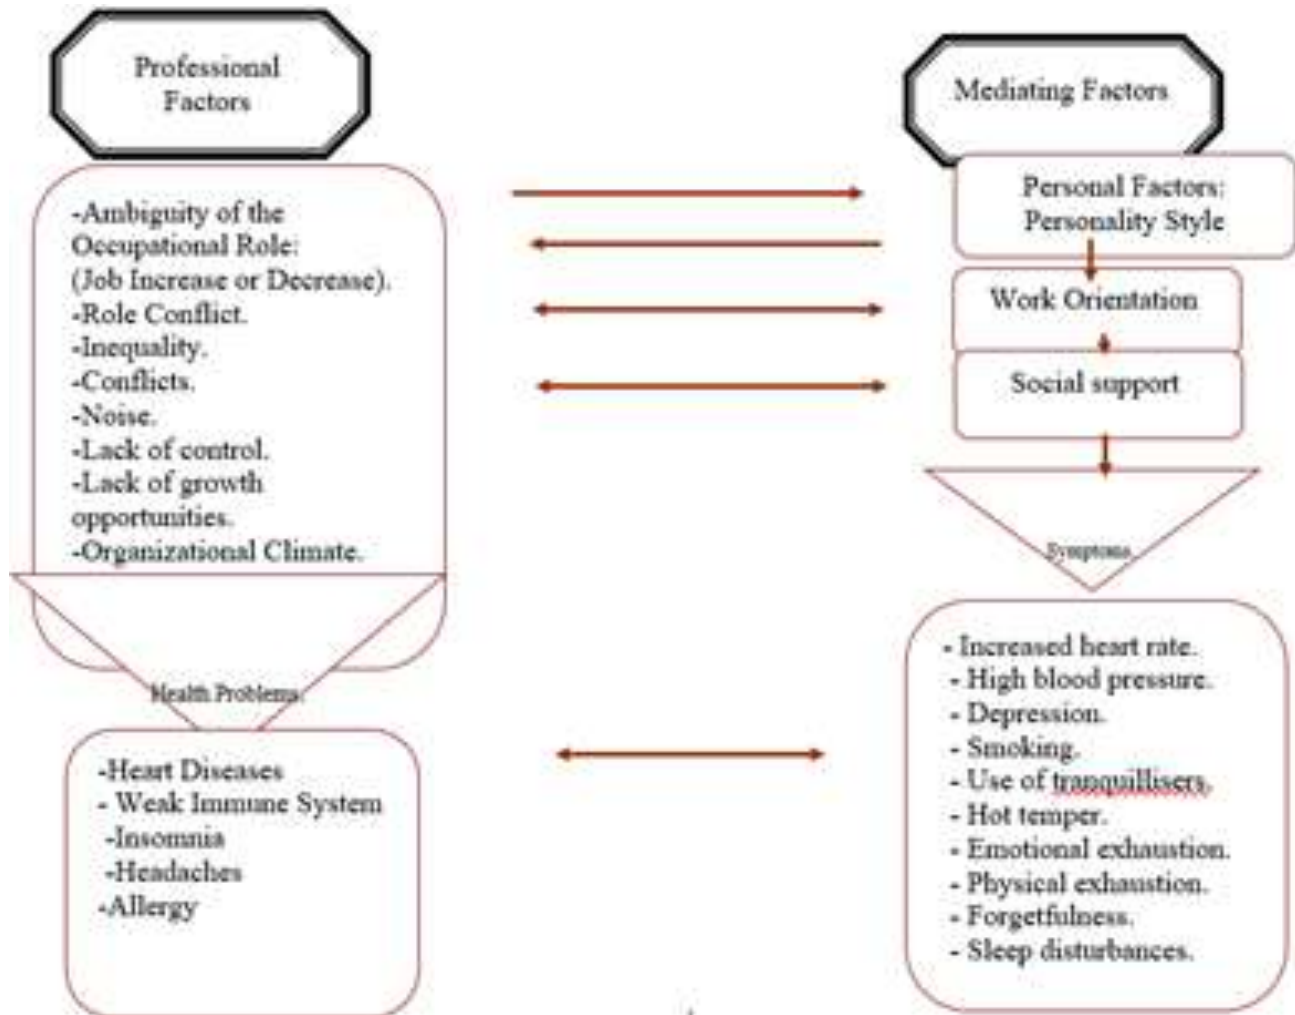 Professional
Factors
-Ambiguity of the
Occupational Role:
(Job Increase or Decrease).
-Role Conflict.
-Inequality.
-Conflicts.
-Noise.
-Lack of control.
-Lack of growth
opportunities.
-Organizational Climate.
Health Problems.
-Heart Diseases
- Weak Immune System
-Insomnia
-Headaches
-Allergy
Mediating Factors
Personal Factors:
Personality Style
Work Orientation
Social support
Symptoms
- Increased heart rate.
- High blood pressure.
- Depression.
- Smoking.
- Use of tranquillisers.
- Hot temper.
- Emotional exhaustion.
- Physical exhaustion.
- Forgetfulness.
- Sleep disturbances.